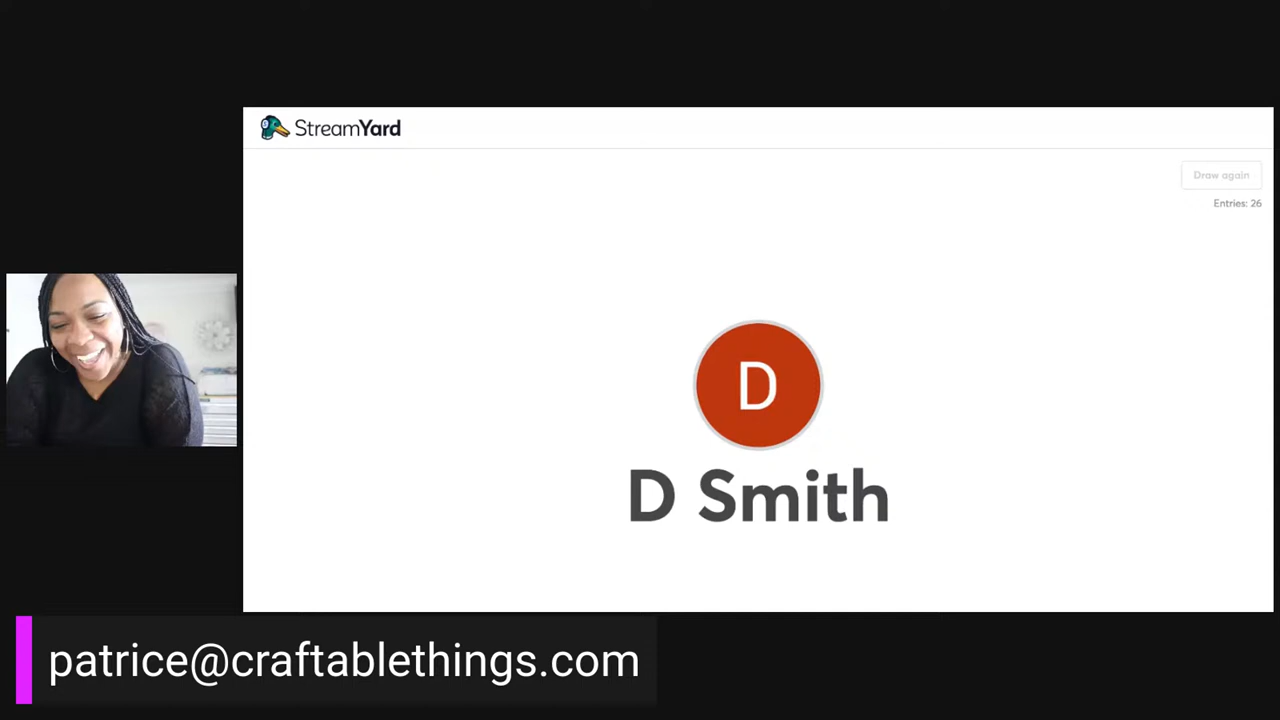 StreamYard
Draw again
Entries: 26
D
D Smith
patrice@craftablethings.com